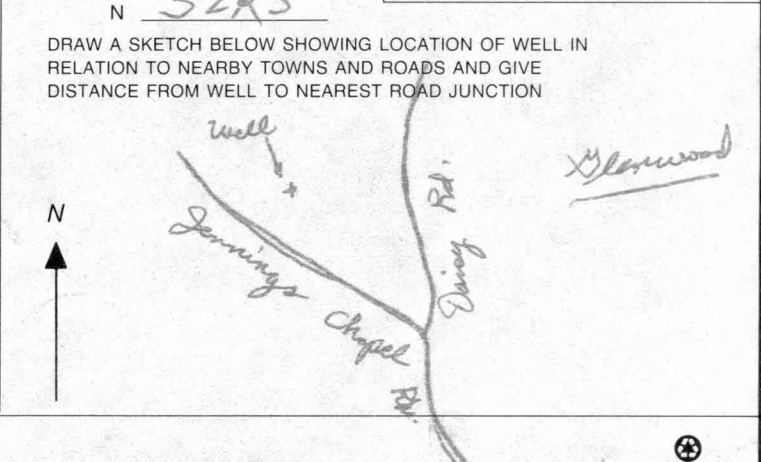 N 52R3
DRAW A SKETCH BELOW SHOWING LOCATION OF WELL IN
RELATION TO NEARBY TOWNS AND ROADS AND GIVE
DISTANCE FROM WELL TO NEAREST ROAD JUNCTION
Well
Glenwood
Daisy Rd.
N
Jennings Chapel Rd.